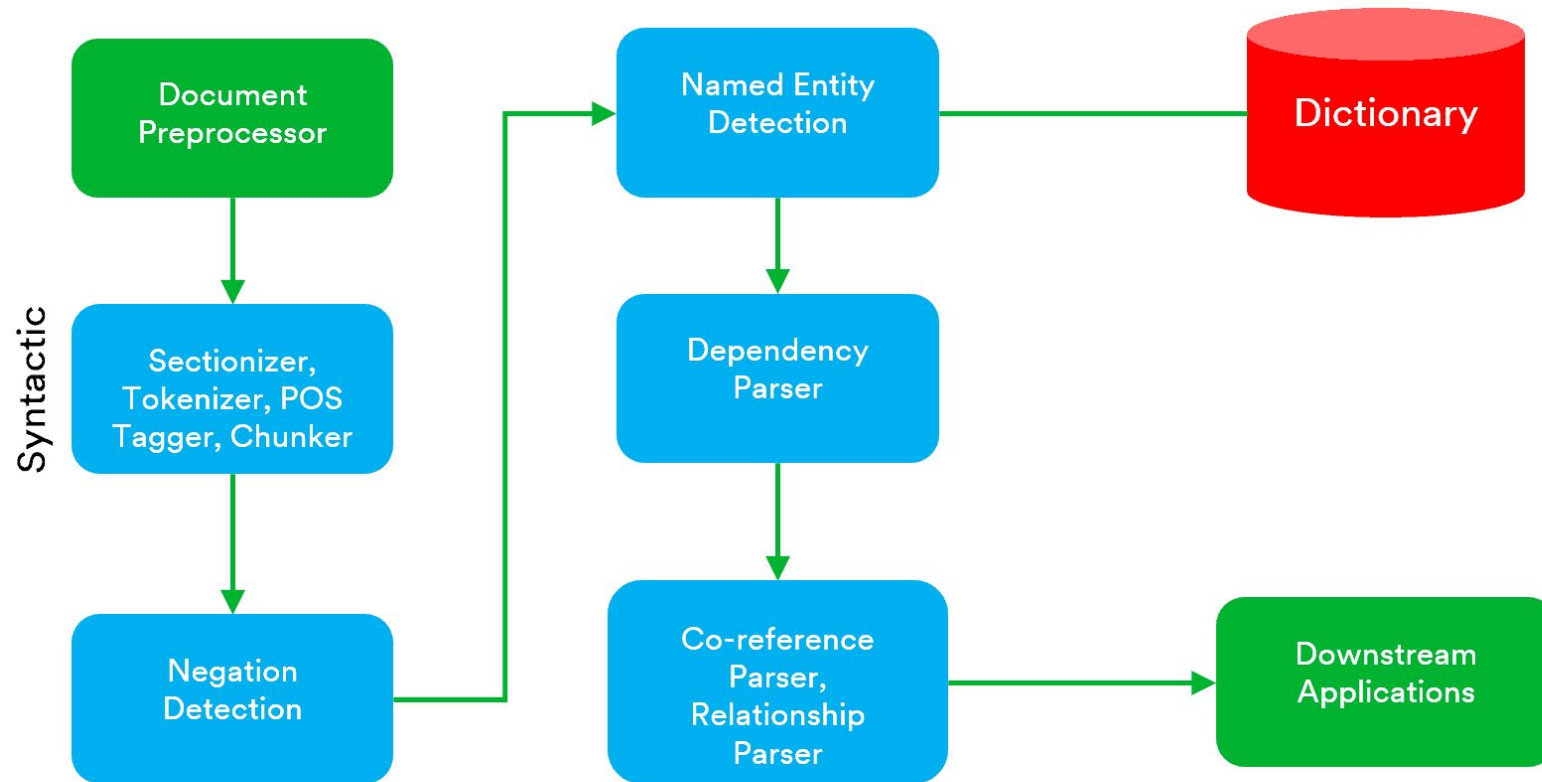 Document
Preprocessor
Syntactic
Sectionizer,
Tokenizer, POS
Tagger, Chunker
Negation
Detection
Named Entity
Detection
Dictionary
Dependency
Parser
Co-reference
Parser,
Relationship
Parser
Downstream
Applications